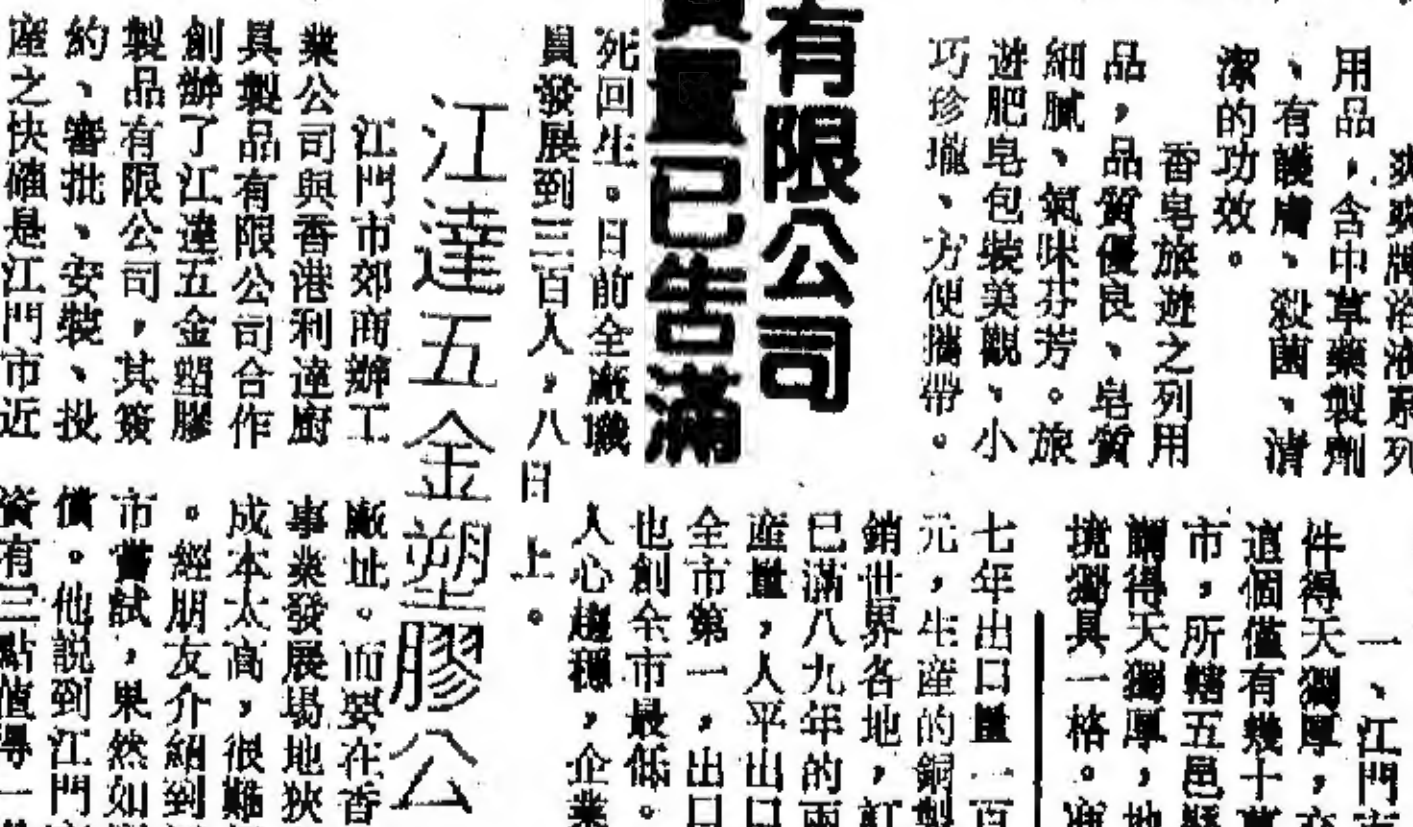 爽爽牌浴液系列
用品，含中草藥製劑
、有護膚、殺菌、清
潔的功效。
香皂旅遊之列用
品，品質優良、皂質
細膩、氣味芬芳。旅
遊肥皂包裝美觀、小
巧珍瓏、方便攜帶。
一、江門市
件得天獨厚，
這個僅有幾十萬
市，所轄五邑
得天獨厚，地
境獨具一格。
有限公司
已告滿
七年出口量一百
元，生產的銅製
銷世界各地，訂
已滿八九年的兩
產量，人平出口
全市第一，出口
也創全市最低。
人心趨穩，企業
死回生。日前全廠職
員發展到三百人，八
日上。
江達五金塑膠公
江門市郊商辦工
業公司與香港利達廚
具製品有限公司合作
創辦了江達五金塑膠
製品有限公司，其簽
約、審批、安裝、投
產之快確是江門市近
廠址。而要在香
事業發展場地狹
成本太高，很難
。經朋友介紹到
市嘗試，果然如
償。他說到江門
資有三點值得一